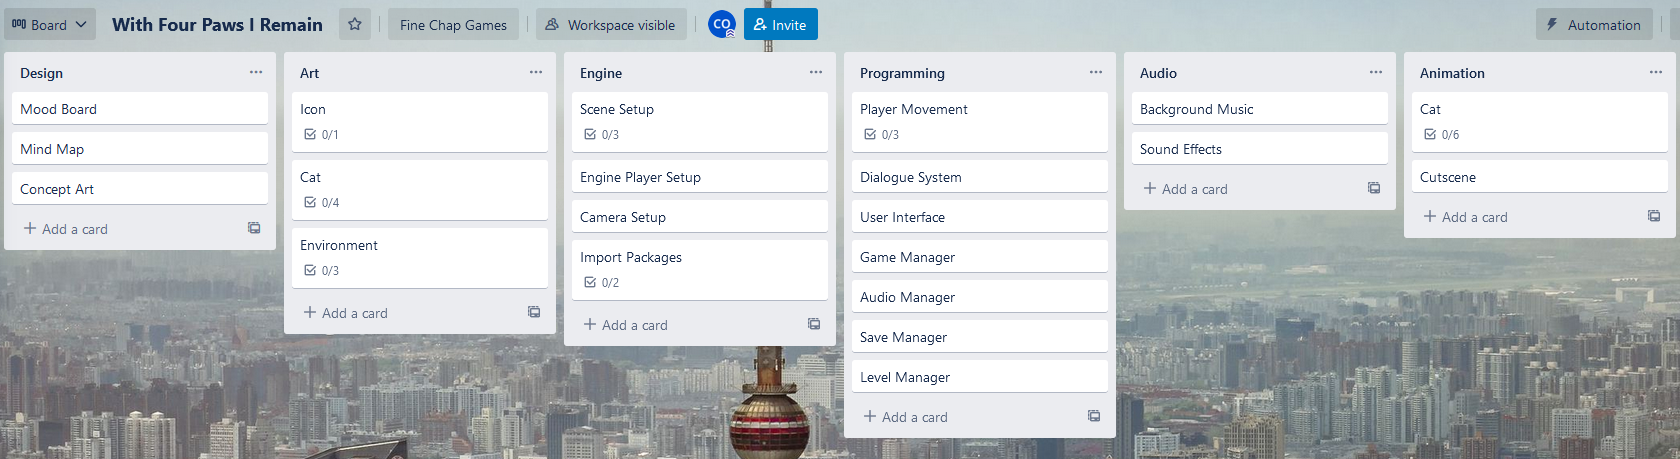 Board
With Four Paws I Remain
Fine Chap Games
Workspace visible
CO
Invite
Automation
Design
Mood Board
Mind Map
Concept Art
Add a card
Art
Icon
0/1
Cat
0/4
Environment
0/3
Add a card
Engine
Scene Setup
0/3
Engine Player Setup
Camera Setup
Import Packages
0/2
Add a card
Programming
Player Movement
0/3
Dialogue System
User Interface
Game Manager
Audio Manager
Save Manager
Level Manager
Add a card
Audio
Background Music
Sound Effects
Add a card
Animation
Cat
0/6
Cutscene
Add a card